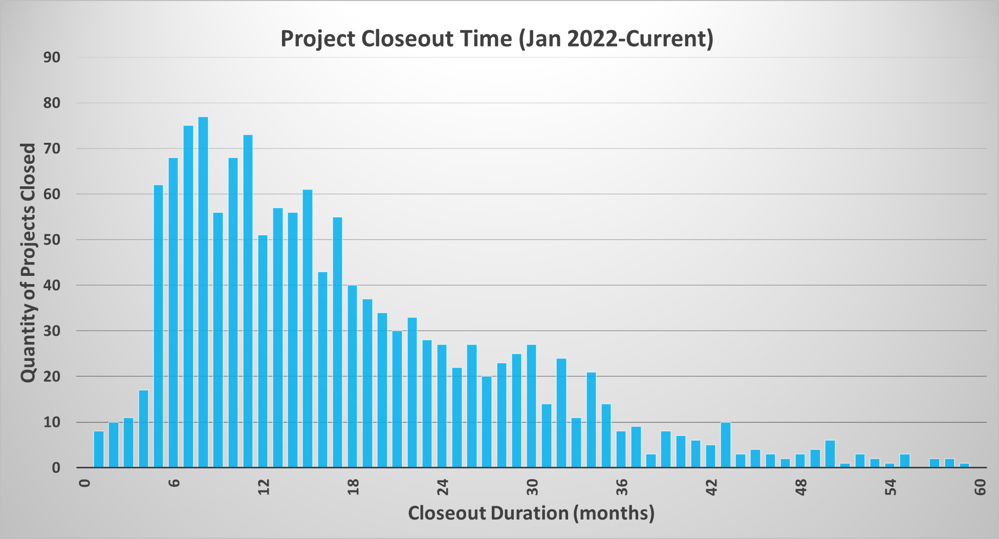 Project Closeout Time (Jan 2022-Current)
90
80
70
60
50
40
30
20
10
0
Quantity of Projects Closed
0 6 12 18 24 30 36 42 48 54 60
Closeout Duration (months)